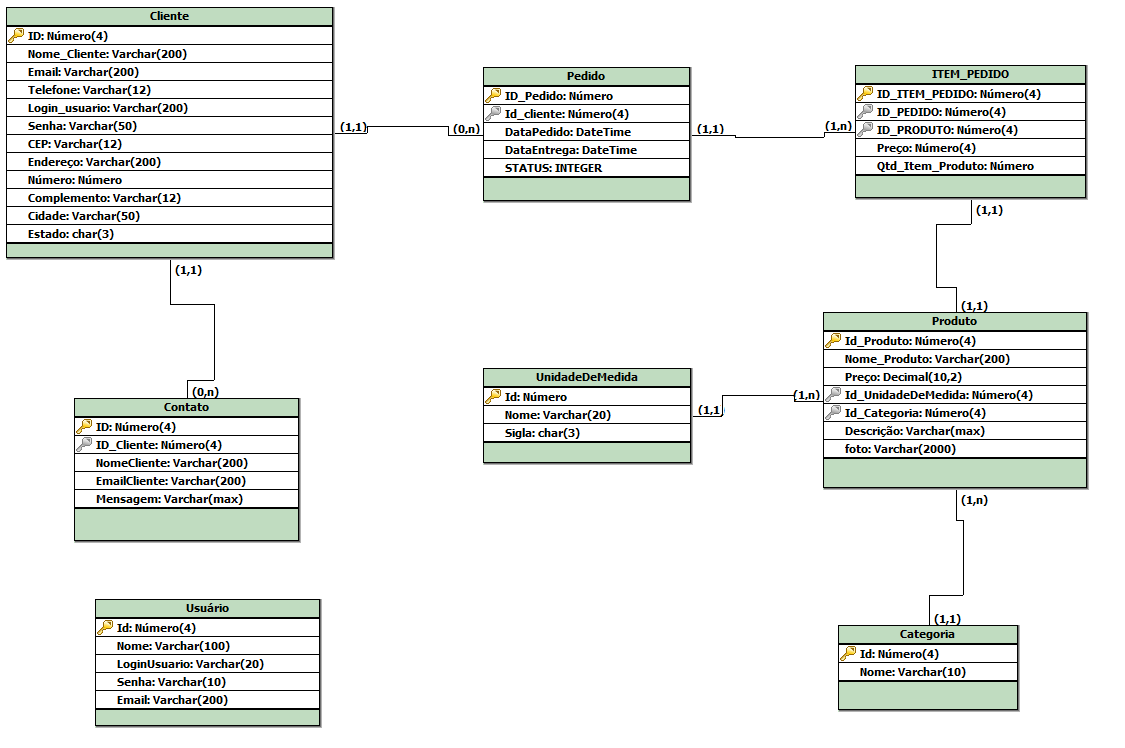 Cliente
ID: Número(4)
Nome_Cliente: Varchar(200)
Email: Varchar(200)
Telefone: Varchar(12)
Login_usuario: Varchar(200)
Senha: Varchar(50)
CEP: Varchar(12)
Endereço: Varchar(200)
Número: Número
Complemento: Varchar(12)
Cidade: Varchar(50)
Estado: char(3)
(1,1)
(0,n)
Pedido
ID_Pedido: Número
Id_cliente: Número(4)
DataPedido: DateTime
DataEntrega: DateTime
STATUS: INTEGER
(1,1)
(1,n)
ITEM_PEDIDO
ID_ITEM_PEDIDO: Número(4)
ID_PEDIDO: Número(4)
ID_PRODUTO: Número(4)
Preço: Número(4)
Qtd_Item_Produto: Número
(1,1)
(1,1)
(1,1)
(0,n)
Contato
ID: Número(4)
ID_Cliente: Número(4)
NomeCliente: Varchar(200)
EmailCliente: Varchar(200)
Mensagem: Varchar(max)
UnidadeDeMedida
Id: Número
Nome: Varchar(20)
Sigla: char(3)
(1,1)
(1,n)
Produto
Id_Produto: Número(4)
Nome_Produto: Varchar(200)
Preço: Decimal(10,2)
Id_UnidadeDeMedida: Número(4)
Id_Categoria: Número(4)
Descrição: Varchar(max)
foto: Varchar(2000)
(1,n)
(1,1)
Usuário
Id: Número(4)
Nome: Varchar(100)
LoginUsuario: Varchar(20)
Senha: Varchar(10)
Email: Varchar(200)
Categoria
Id: Número(4)
Nome: Varchar(10)